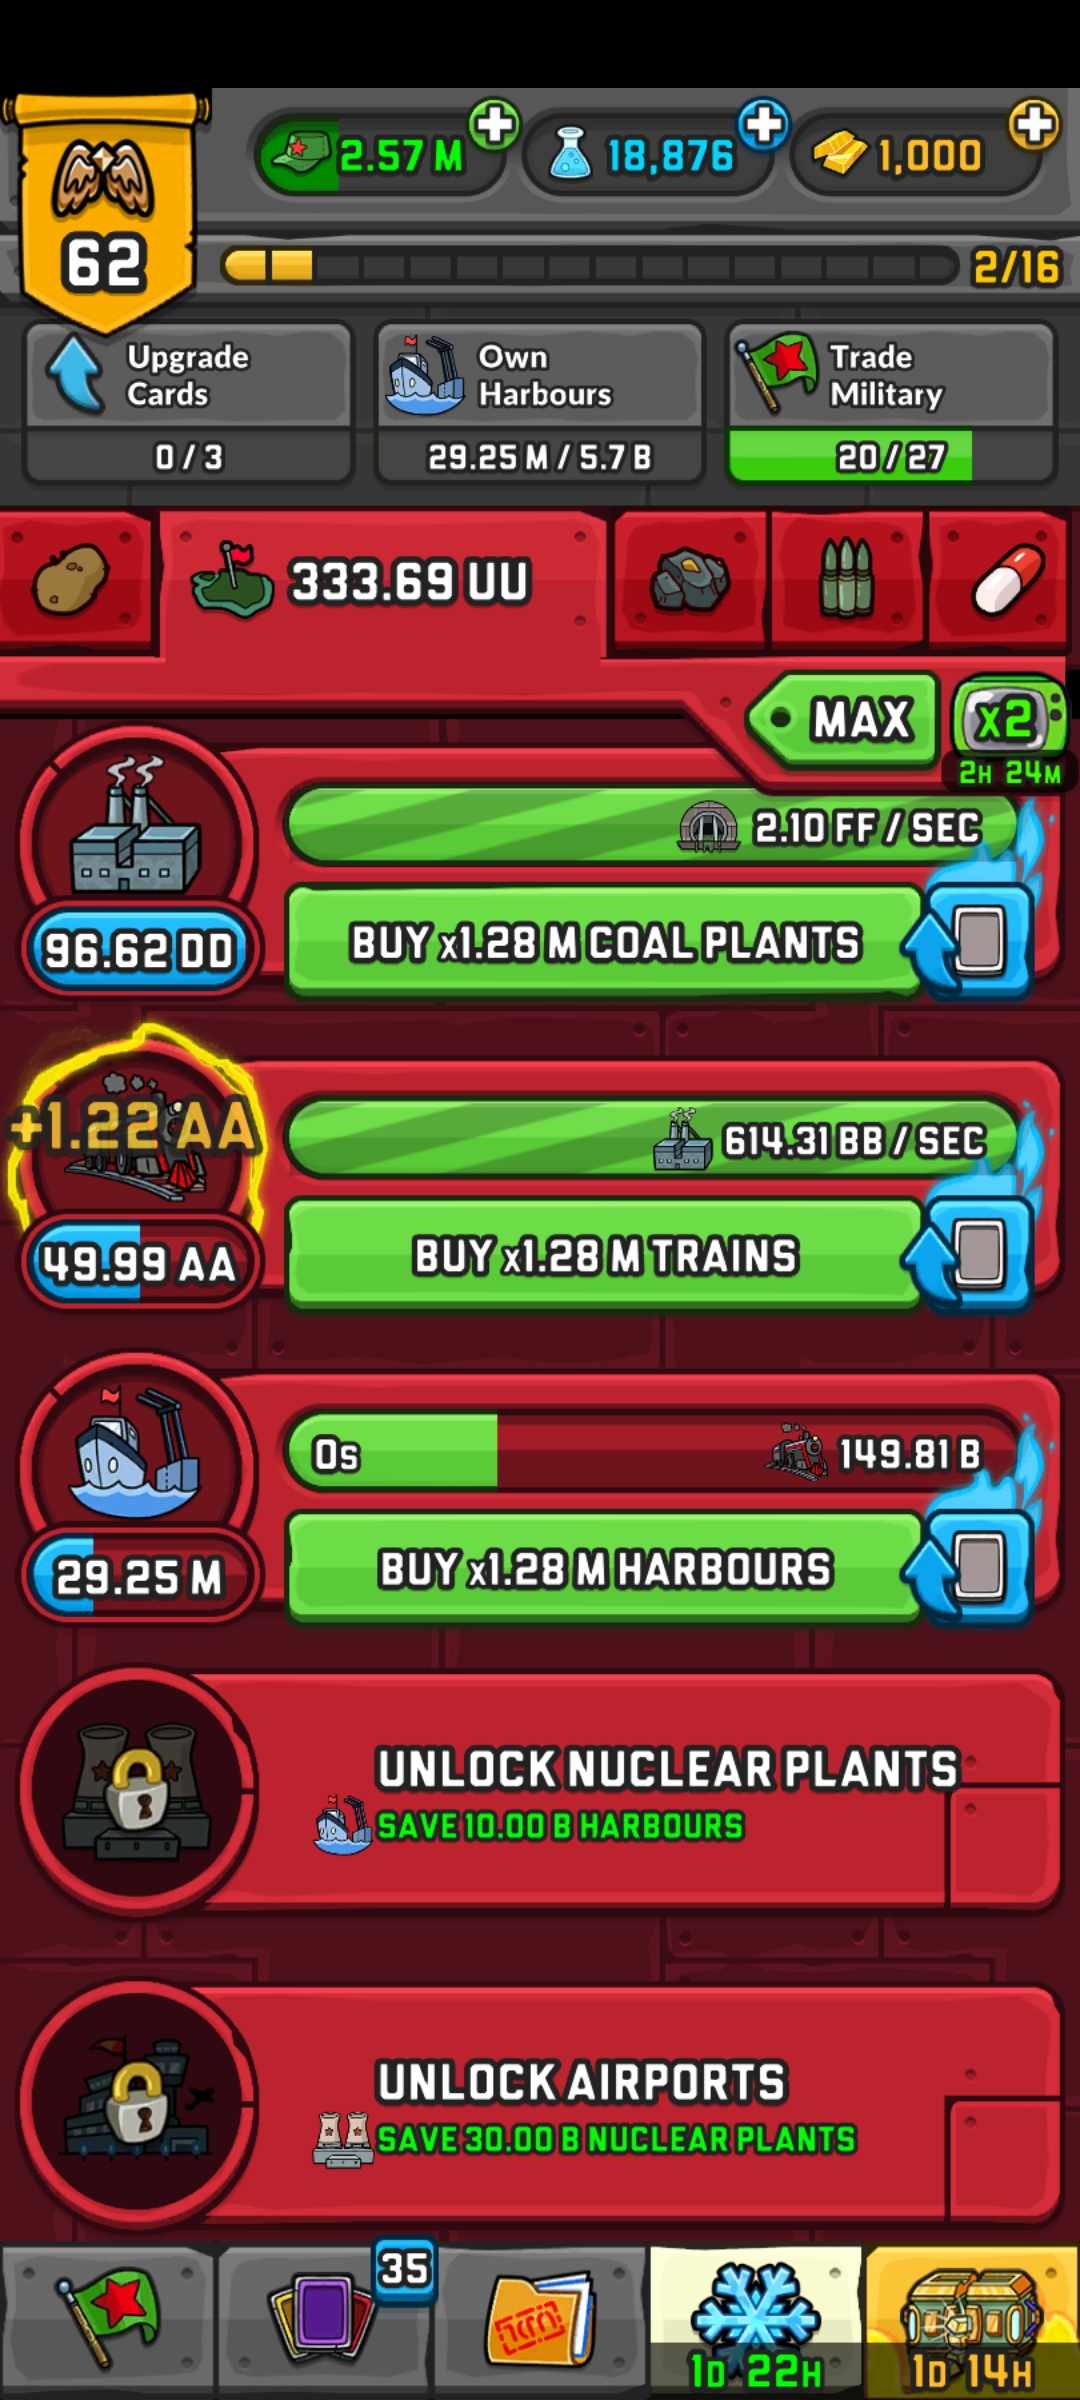 2.57 M
18,876
1,000
62
2/16
Upgrade
Cards
0 / 3
Own
Harbours
29.25 M / 5.7 B
Trade
Military
20 / 27
333.69 UU
MAX
x2
2H 24M
2.10 FF / SEC
96.62 DD
BUY x1.28 M COAL PLANTS
+1.22 AA
614.31 BB / SEC
49.99 AA
BUY x1.28 M TRAINS
0s
149.81 B
29.25 M
BUY x1.28 M HARBOURS
UNLOCK NUCLEAR PLANTS
SAVE 10.00 B HARBOURS
UNLOCK AIRPORTS
SAVE 30.00 B NUCLEAR PLANTS
35
1D 22H
1D 14H